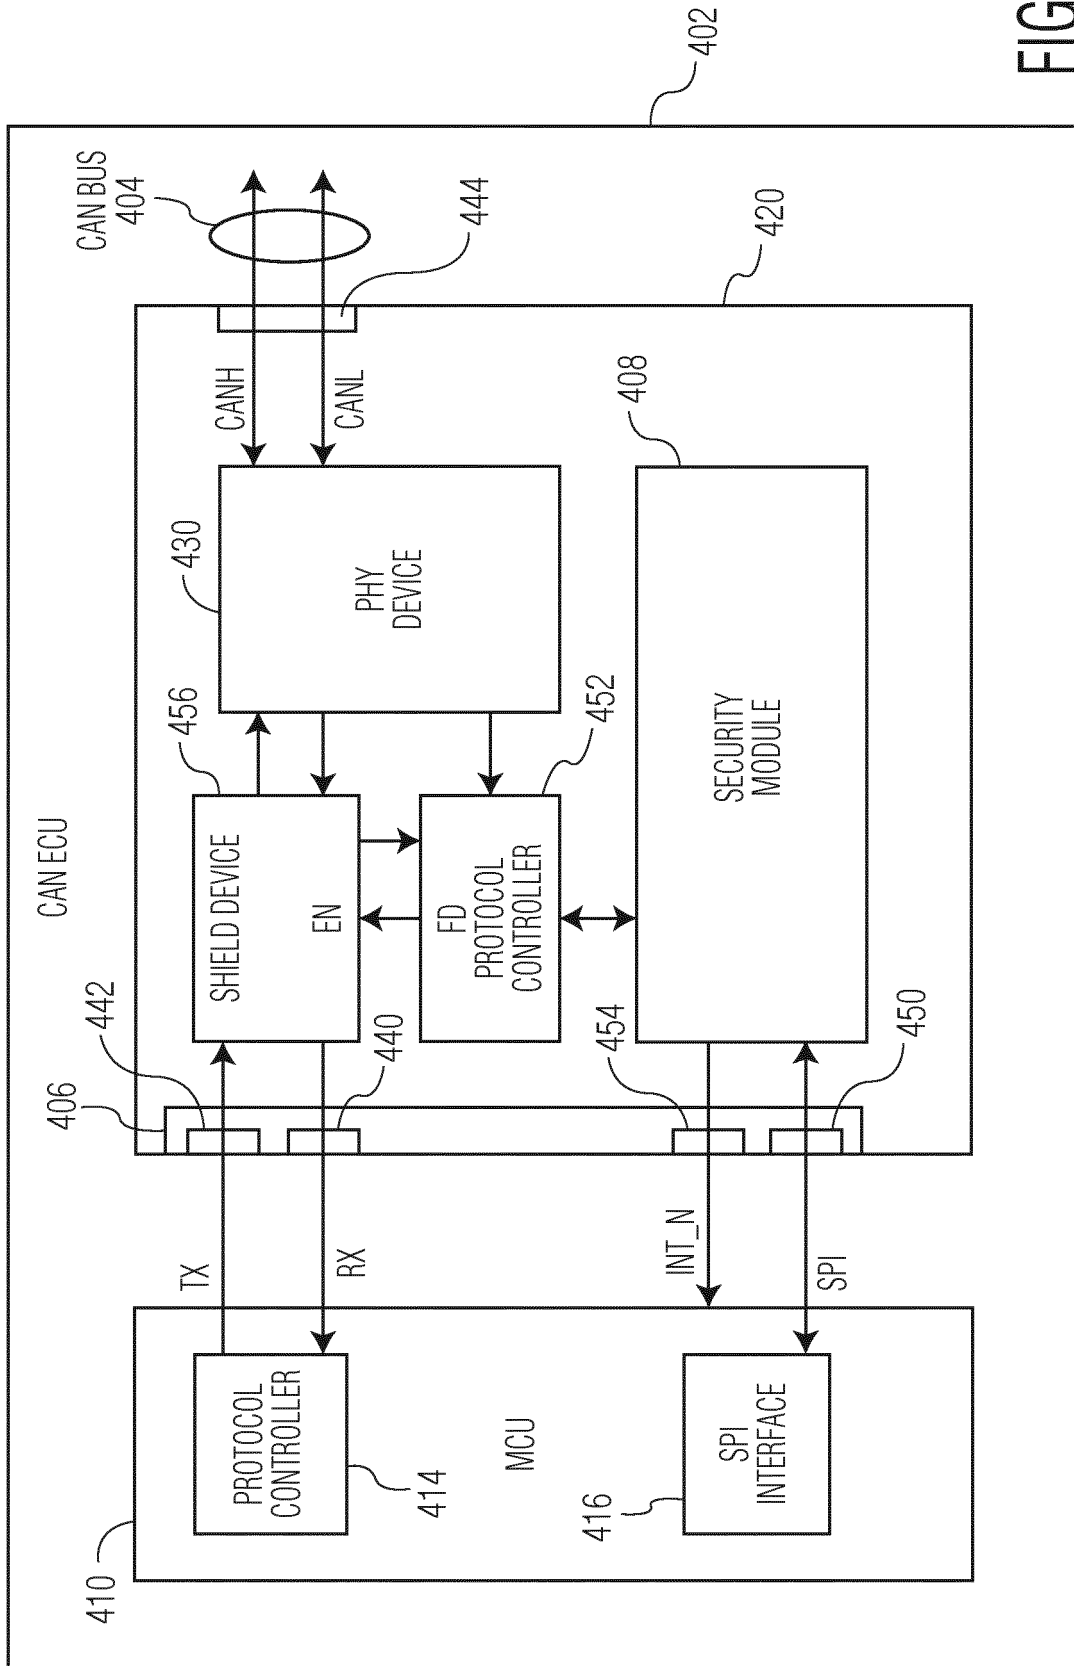 CAN ECU
402
CAN BUS
404
444
420
CANH
CANL
408
430
PHY
DEVICE
456
452
SHIELD DEVICE
EN
FD
PROTOCOL
CONTROLLER
SECURITY
MODULE
442
406
440
454
450
TX
RX
INT_N
SPI
PROTOCOL
CONTROLLER
414
MCU
416
SPI
INTERFACE
410
FIG